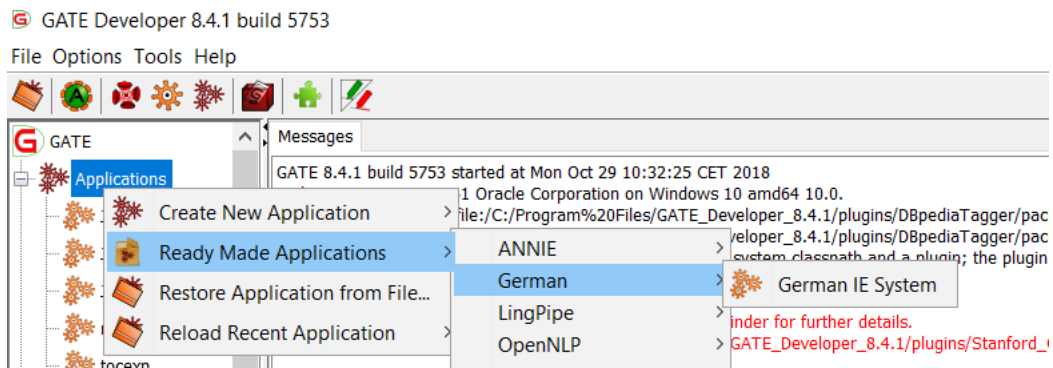 GATE Developer 8.4.1 build 5753
File Options Tools Help
GATE
Messages
Applications
GATE 8.4.1 build 5753 started at Mon Oct 29 10:32:25 CET 2018
1 Oracle Corporation on Windows 10 amd64 10.0.
Create New Application
file:/C:/Program%20Files/GATE_Developer_8.4.1/plugins/DBpediaTagger/pac
Ready Made Applications
ANNIE
veloper_8.4.1/plugins/DBpediaTagger/pac
system classpath and a plugin; the plugin
German
German IE System
Restore Application from File...
LingPipe
inder for further details.
Reload Recent Application
OpenNLP
GATE_Developer_8.4.1/plugins/Stanford_
tocexp